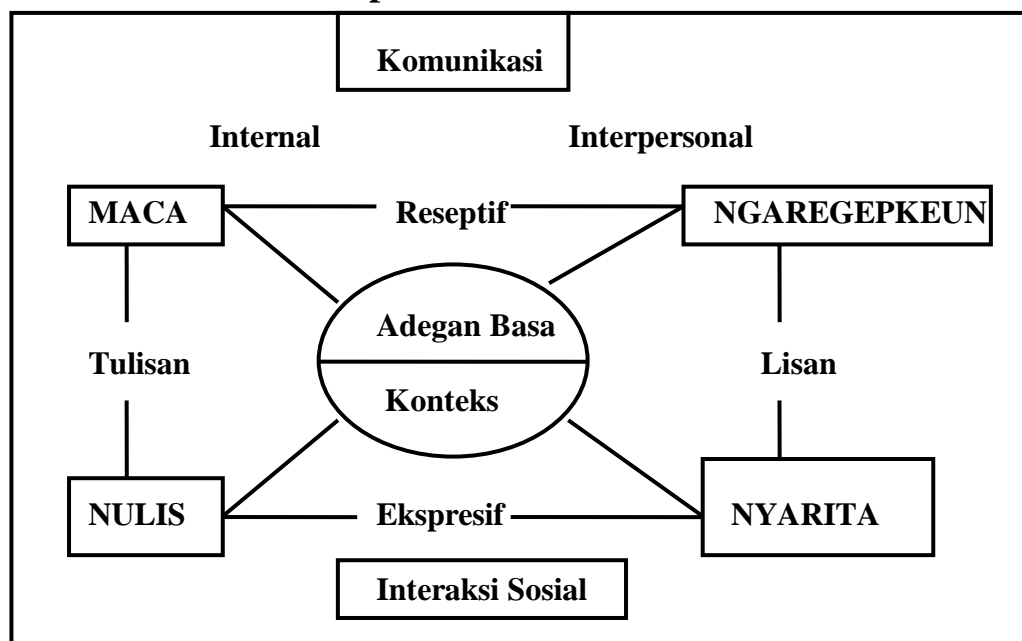 Komunikasi
Internal Interpersonal
MACA Reseptif NGAREGEPKEUN
Adegan Basa
Tulisan Lisan
Konteks
NULIS Ekspresif NYARITA
Interaksi Sosial